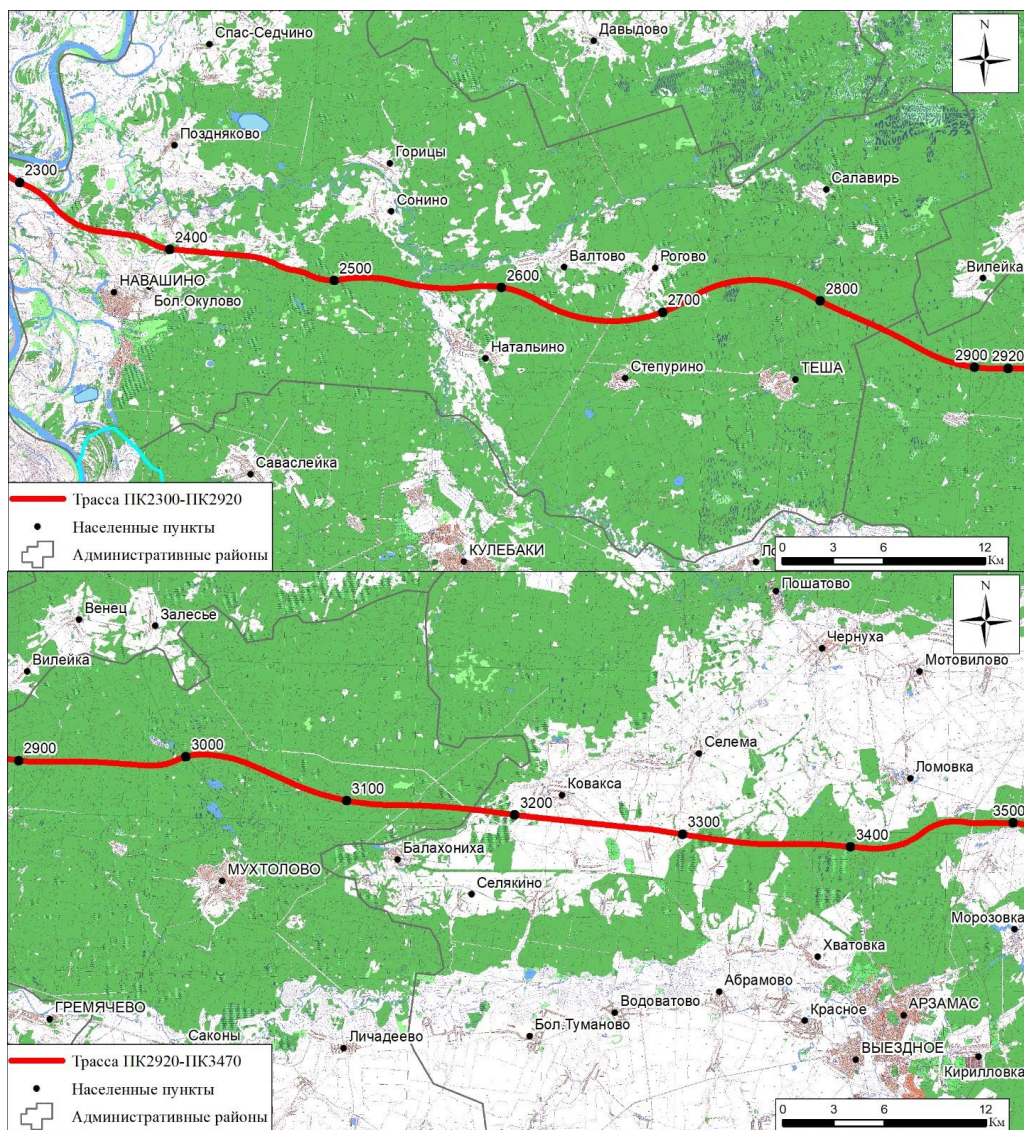 Спас-Седчино
Давыдово
N
Поздняково
Горицы
2300
Салавирь
Сонино
2400
Валтово
Рогово
Вилейка
2500
2600
НАВАШИНО
Бол.Окулово
2700
2800
Натальино
2900
2920
Степурино
ТЕША
Саваслейка
Трасса ПК2300-ПК2920
Населенные пункты
Административные районы
КУЛЕБАКИ
0 3 6 12
Км
Пошатово
N
Венец
Залесье
Чернуха
Вилейка
Мотовилово
2900
3000
Селема
Ломовка
3100
Ковакса
3200
3300
3400
3500
Балахониха
МУХТОЛОВО
Селякино
Морозовка
Хватовка
Абрамово
Водоватово
ГРЕМЯЧЕВО
Красное
АРЗАМАС
Саконы
Личадеево
Бол.Туманово
ВЫЕЗДНОЕ
Кирилловка
Трасса ПК2920-ПК3470
Населенные пункты
Административные районы
0 3 6 12
Км